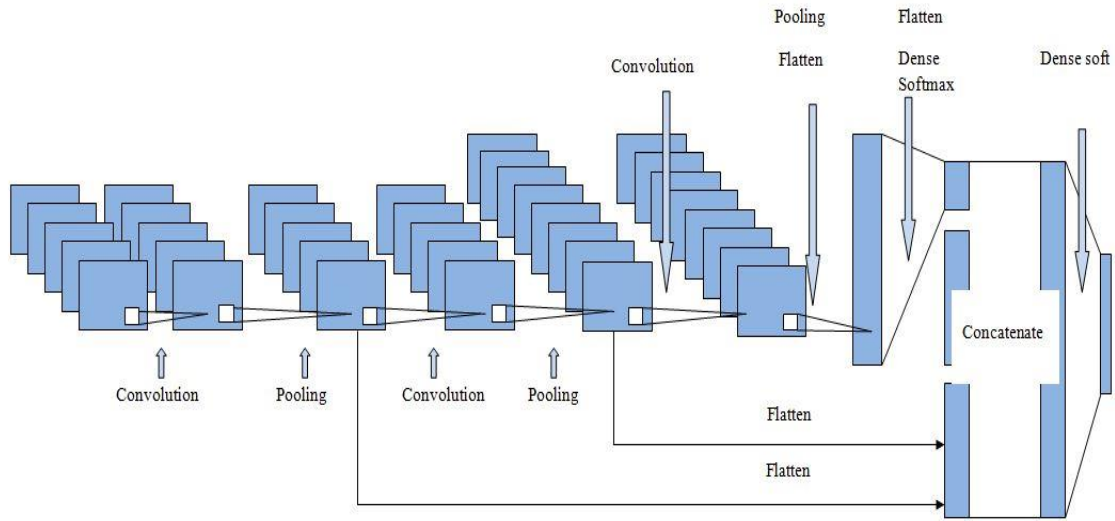 Pooling
Flatten
Convolution
Flatten
Dense
Softmax
Dense soft
Concatenate
Convolution
Pooling
Convolution
Pooling
Flatten
Flatten